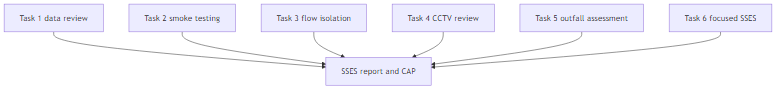 Task 1 data review
Task 2 smoke testing
Task 3 flow isolation
Task 4 CCTV review
Task 5 outfall assessment
Task 6 focused SSES
SSES report and CAP